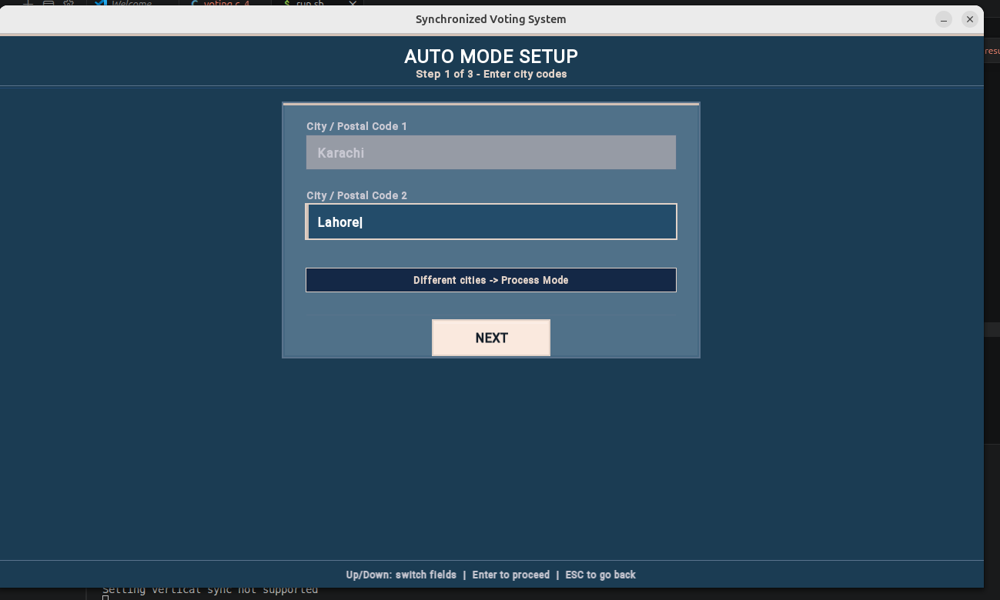 Welcome voting.c 4 run.sh
Synchronized Voting System
AUTO MODE SETUP
resu
Step 1 of 3 - Enter city codes
City / Postal Code 1
Karachi
City / Postal Code 2
Lahore
Different cities -> Process Mode
NEXT
Up/Down: switch fields | Enter to proceed | ESC to go back
Setting vertical sync not supported